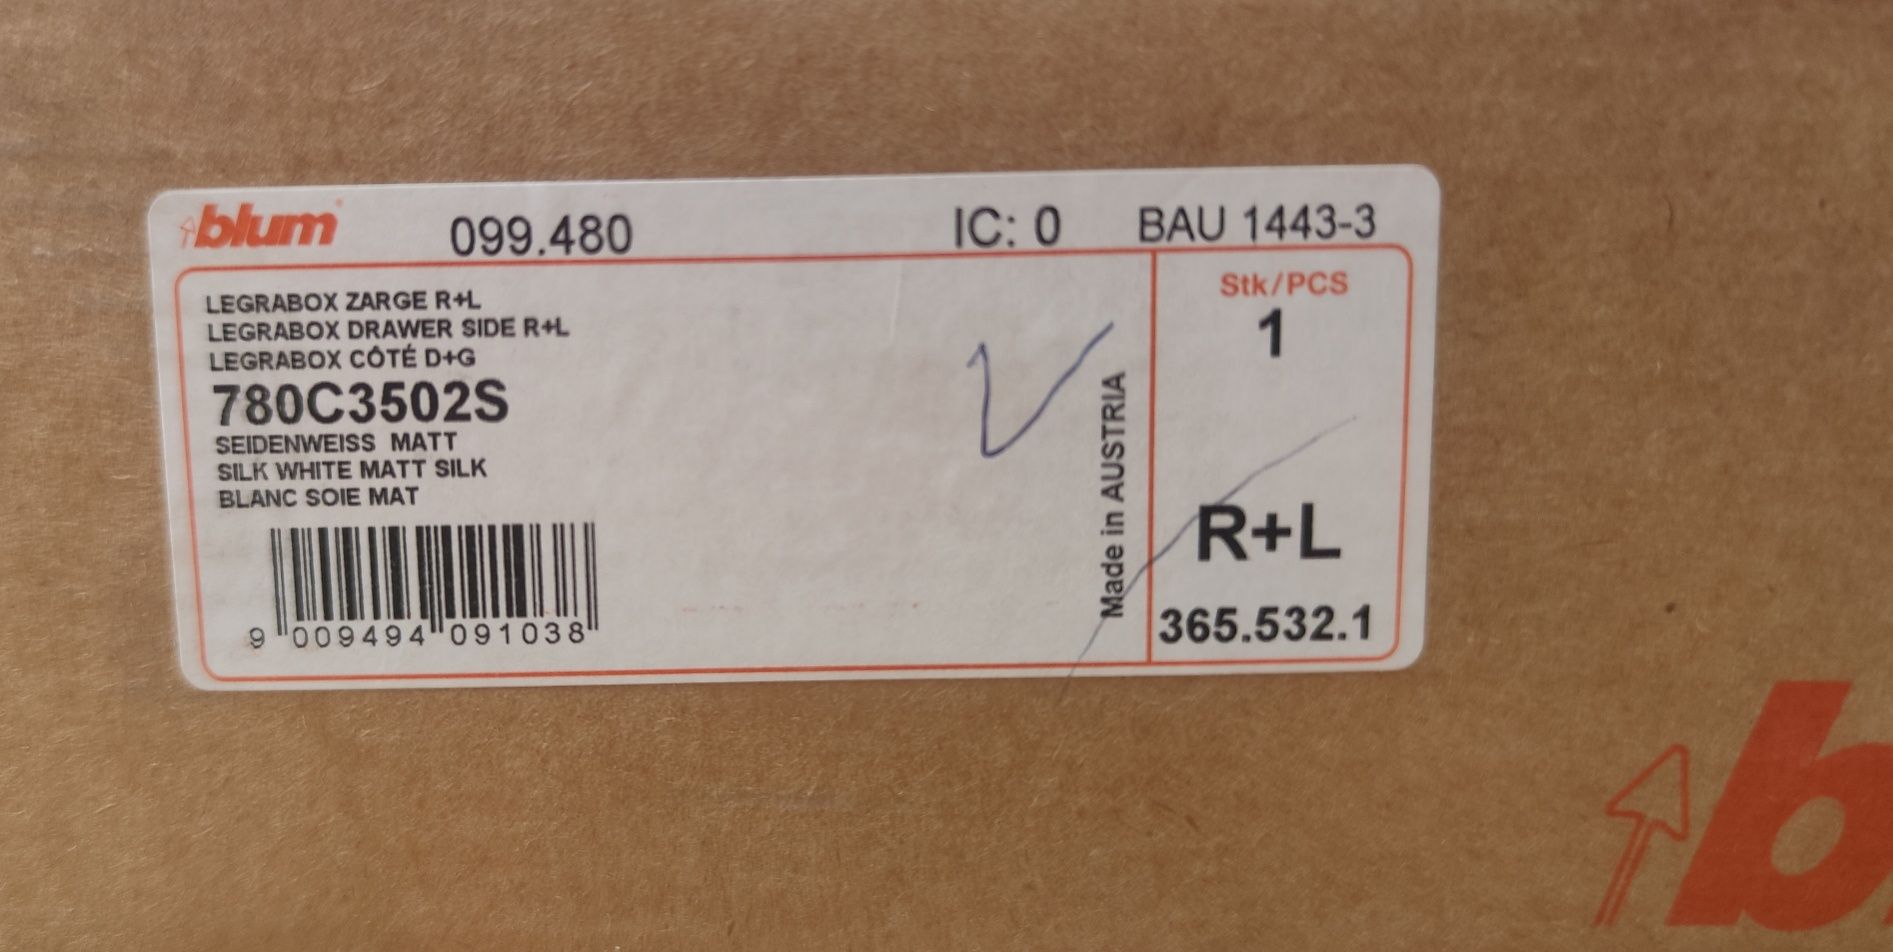 blum
099.480
IC: 0
BAU 1443-3
LEGRABOX ZARGE R+L
LEGRABOX DRAWER SIDE R+L
LEGRABOX CÔTÉ D+G
780C3502S
SEIDENWEISS MATT
SILK WHITE MATT SILK
BLANC SOIE MAT
9 009494 091038
Made in AUSTRIA
Stk/PCS
1
R+L
365.532.1
b